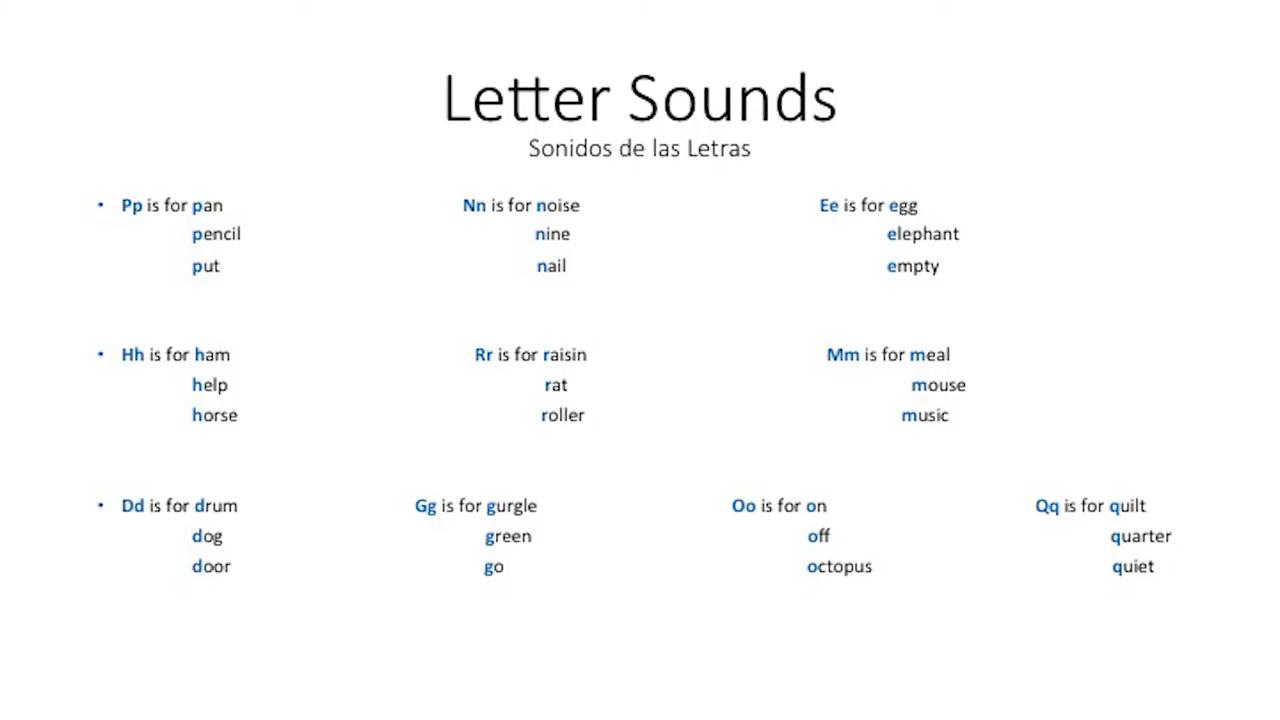 Letter Sounds
Sonidos de las Letras
• Pp is for pan
pencil
put
Nn is for noise
nine
nail
Ee is for egg
elephant
empty
• Hh is for ham
help
horse
Rr is for raisin
rat
roller
Mm is for meal
mouse
music
• Dd is for drum
dog
door
Gg is for gurgle
green
go
Oo is for on
off
octopus
Qq is for quilt
quarter
quiet